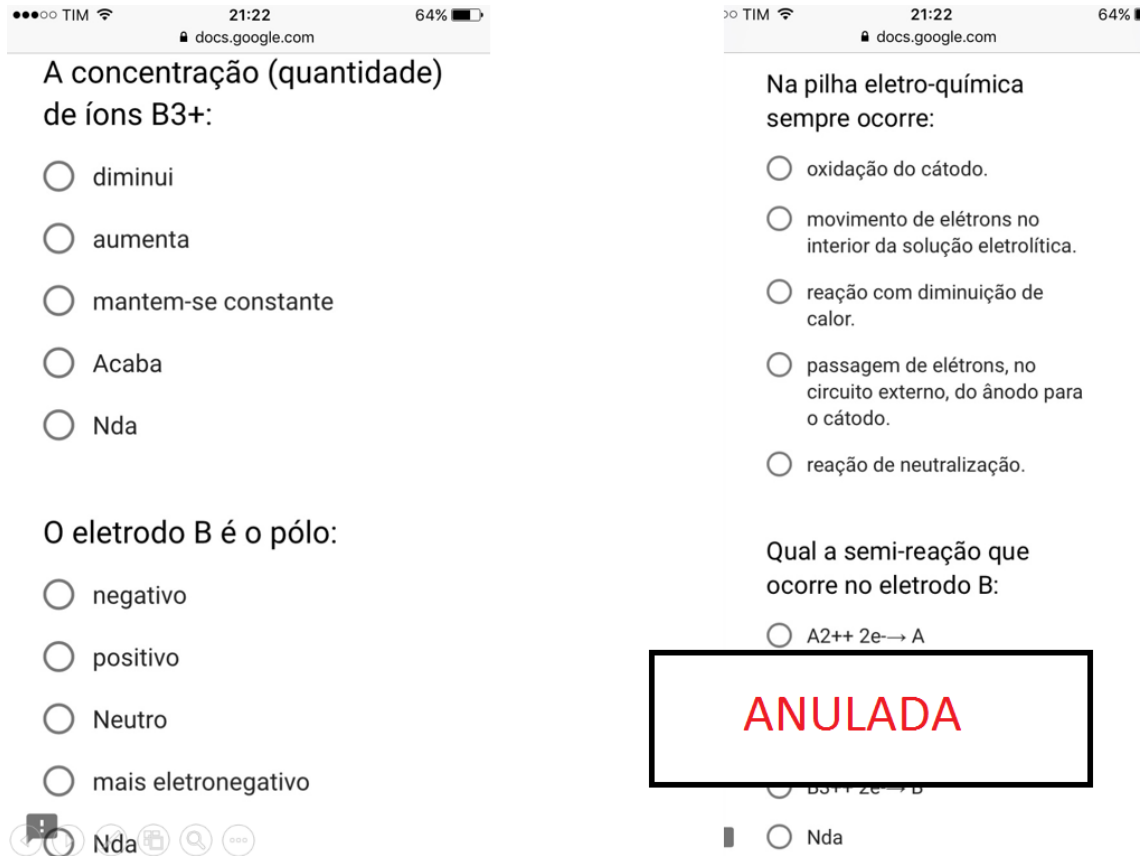 TIM 21:22 64%
docs.google.com
A concentração (quantidade)
de íons B3+:
diminui
aumenta
mantem-se constante
Acaba
Nda
O eletrodo B é o pólo:
negativo
positivo
Neutro
mais eletronegativo
Nda
TIM 21:22 64%
docs.google.com
Na pilha eletro-química
sempre ocorre:
oxidação do cátodo.
movimento de elétrons no
interior da solução eletrolítica.
reação com diminuição de
calor.
passagem de elétrons, no
circuito externo, do ânodo para
o cátodo.
reação de neutralização.
Qual a semi-reação que
ocorre no eletrodo B:
A2++ 2e-→ A
ANULADA
Nda